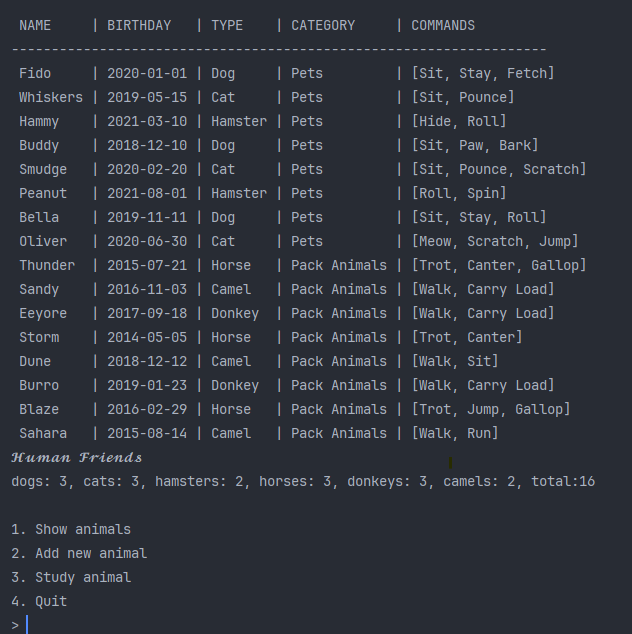 NAME     | BIRTHDAY   | TYPE    | CATEGORY     | COMMANDS
-------------------------------------------------------------------
Fido     | 2020-01-01 | Dog     | Pets         | [Sit, Stay, Fetch]
Whiskers | 2019-05-15 | Cat     | Pets         | [Sit, Pounce]
Hammy    | 2021-03-10 | Hamster | Pets         | [Hide, Roll]
Buddy    | 2018-12-10 | Dog     | Pets         | [Sit, Paw, Bark]
Smudge   | 2020-02-20 | Cat     | Pets         | [Sit, Pounce, Scratch]
Peanut   | 2021-08-01 | Hamster | Pets         | [Roll, Spin]
Bella    | 2019-11-11 | Dog     | Pets         | [Sit, Stay, Roll]
Oliver   | 2020-06-30 | Cat     | Pets         | [Meow, Scratch, Jump]
Thunder  | 2015-07-21 | Horse   | Pack Animals | [Trot, Canter, Gallop]
Sandy    | 2016-11-03 | Camel   | Pack Animals | [Walk, Carry Load]
Eeyore   | 2017-09-18 | Donkey  | Pack Animals | [Walk, Carry Load]
Storm    | 2014-05-05 | Horse   | Pack Animals | [Trot, Canter]
Dune     | 2018-12-12 | Camel   | Pack Animals | [Walk, Sit]
Burro    | 2019-01-23 | Donkey  | Pack Animals | [Walk, Carry Load]
Blaze    | 2016-02-29 | Horse   | Pack Animals | [Trot, Jump, Gallop]
Sahara   | 2015-08-14 | Camel   | Pack Animals | [Walk, Run]
𝓗𝓾𝓶𝓪𝓷 𝓕𝓻𝓲𝓮𝓷𝓭𝓼
dogs: 3, cats: 3, hamsters: 2, horses: 3, donkeys: 3, camels: 2, total:16
1. Show animals
2. Add new animal
3. Study animal
4. Quit
>